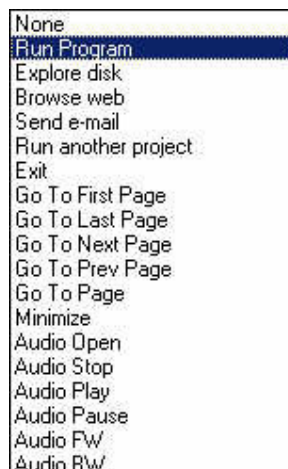 None
Run Program
Explore disk
Browse web
Send e-mail
Run another project
Exit
Go To First Page
Go To Last Page
Go To Next Page
Go To Prev Page
Go To Page
Minimize
Audio Open
Audio Stop
Audio Play
Audio Pause
Audio FW
Audio BW